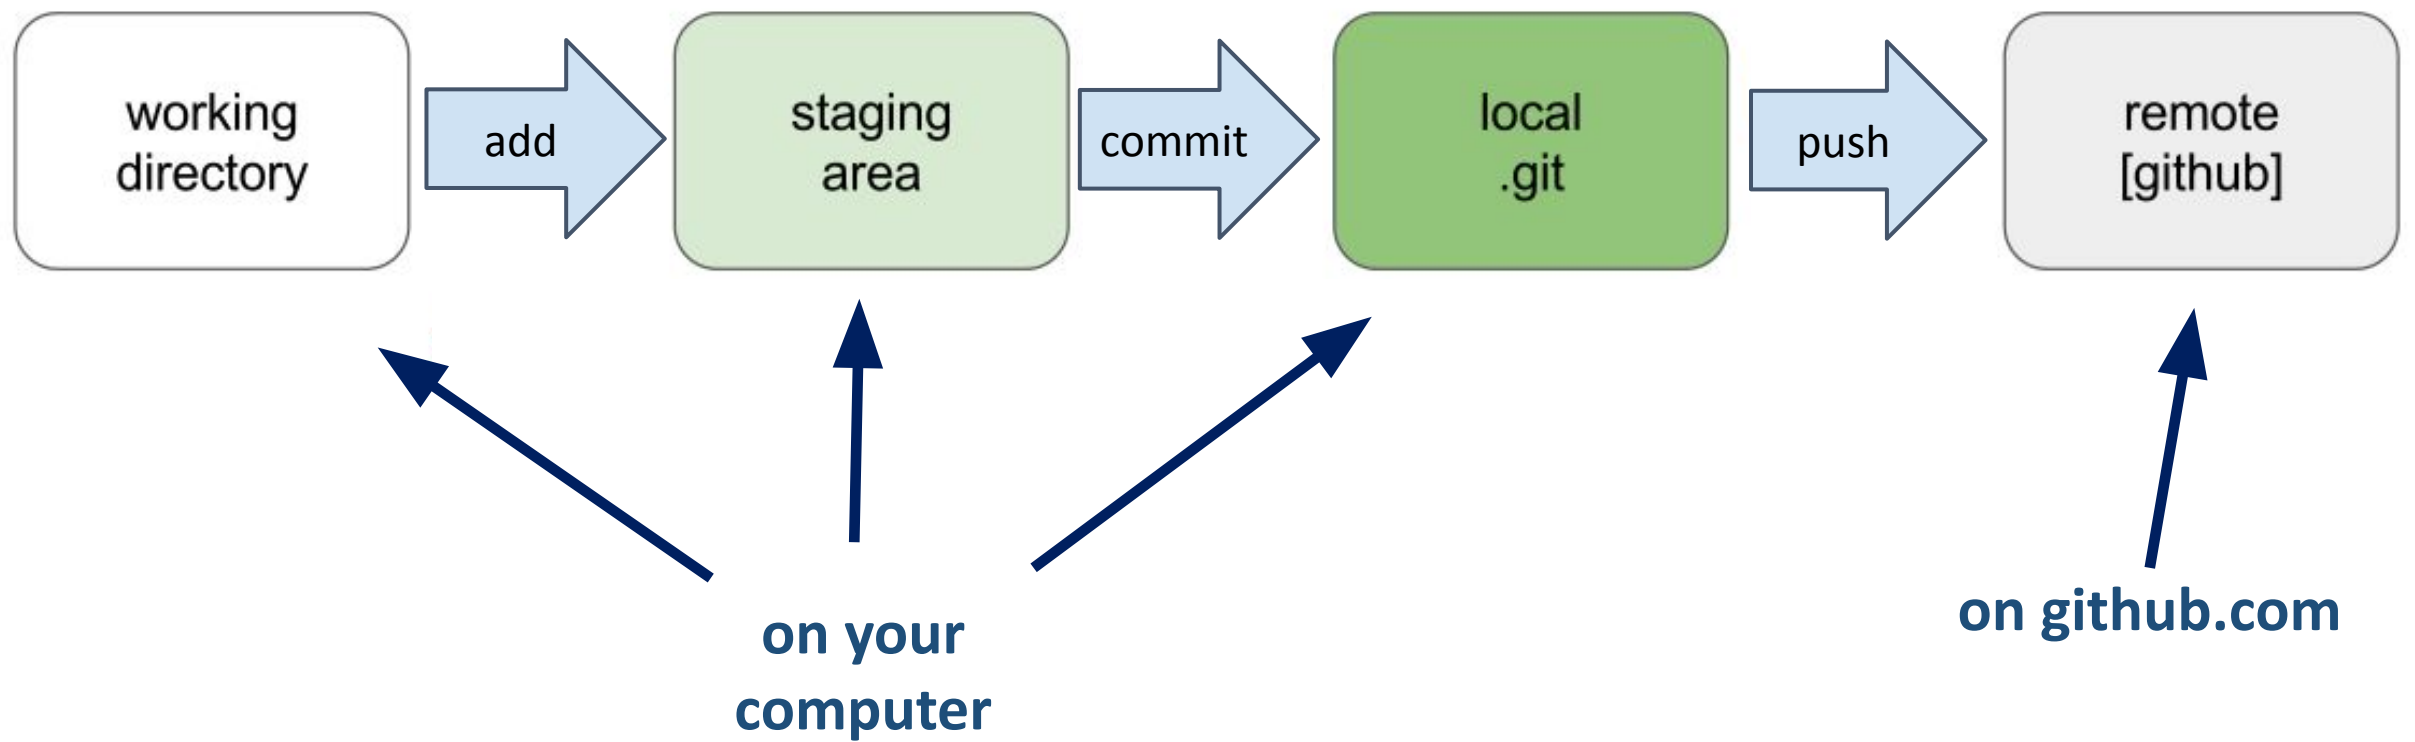 working
directory
add
staging
area
commit
local
.git
push
remote
[github]
on your
computer
on github.com